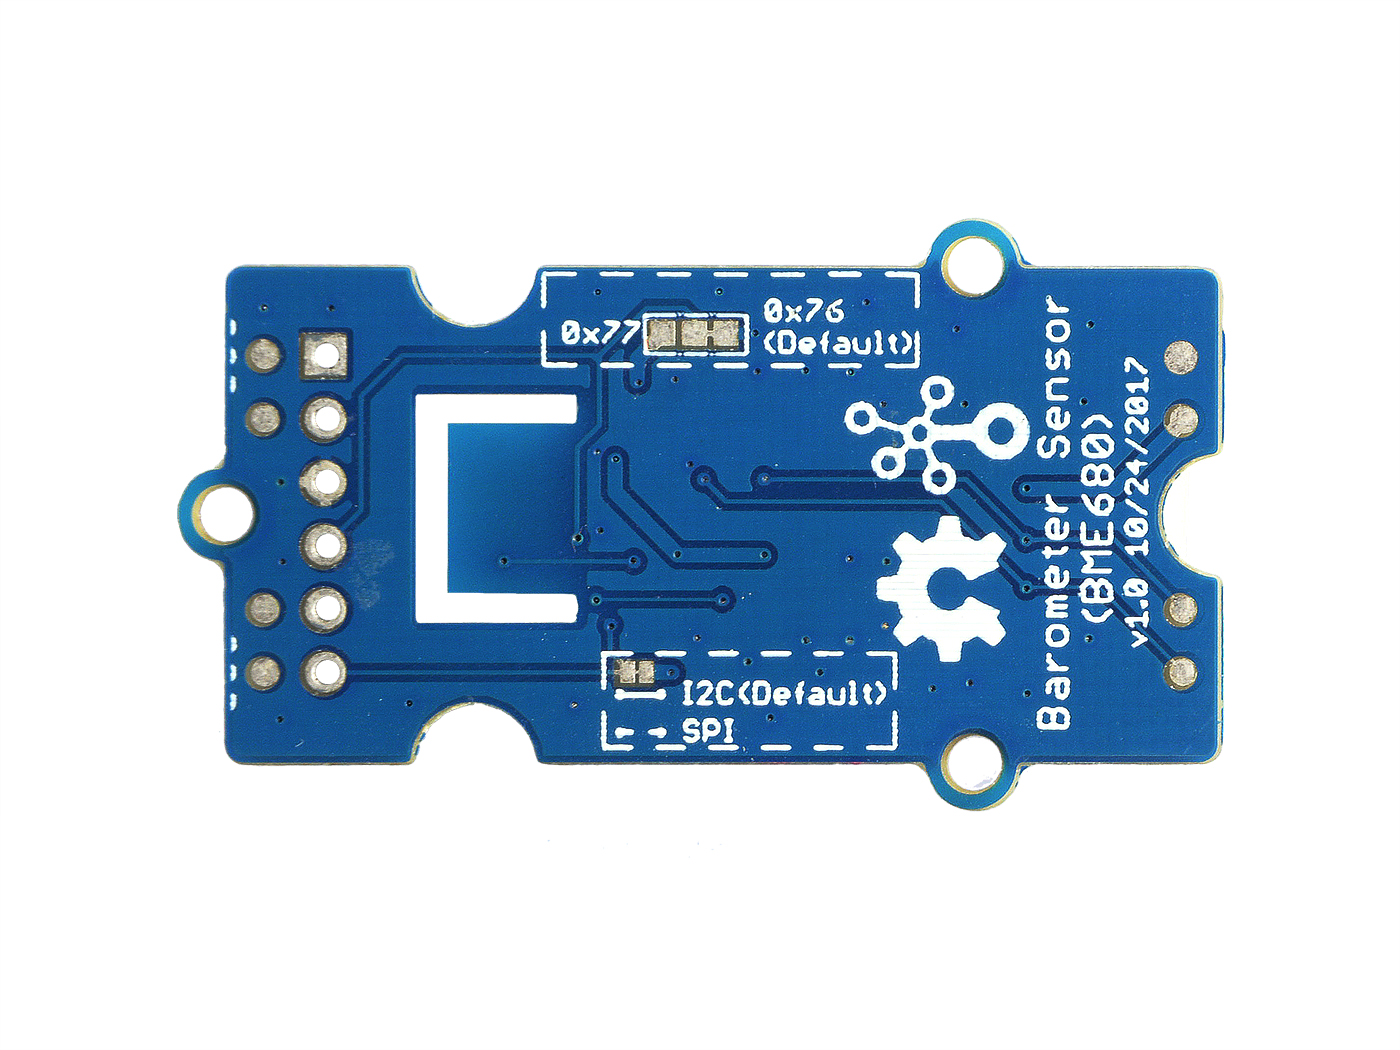 0x77
0x76
(Default)
I2C(Default)
SPI
Barometer Sensor
(BME680)
v1.0 10/24/2017